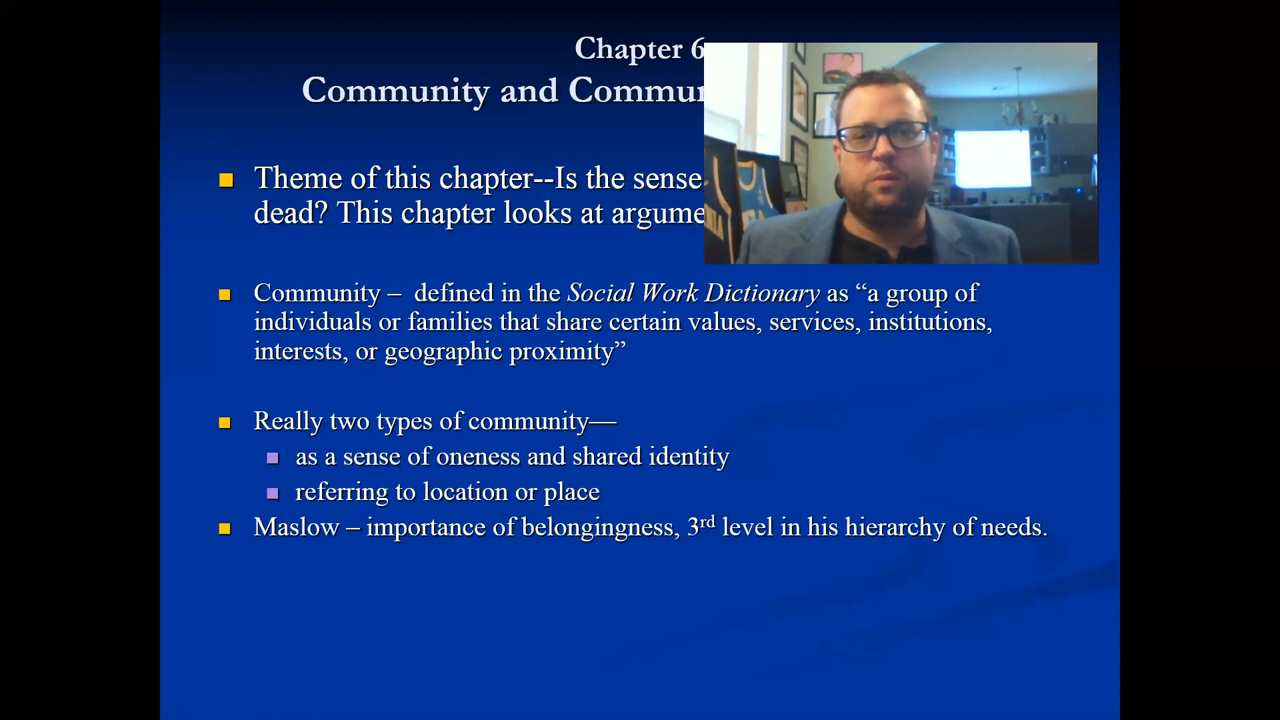 Chapter 6
Community and Commun
Theme of this chapter--Is the sense
dead? This chapter looks at argume
Community – defined in the Social Work Dictionary as “a group of
individuals or families that share certain values, services, institutions,
interests, or geographic proximity”
Really two types of community—
as a sense of oneness and shared identity
referring to location or place
Maslow – importance of belongingness, 3rd level in his hierarchy of needs.